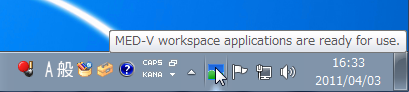 MED-V workspace applications are ready for use.
A 般
CAPS
KANA
16:33
2011/04/03